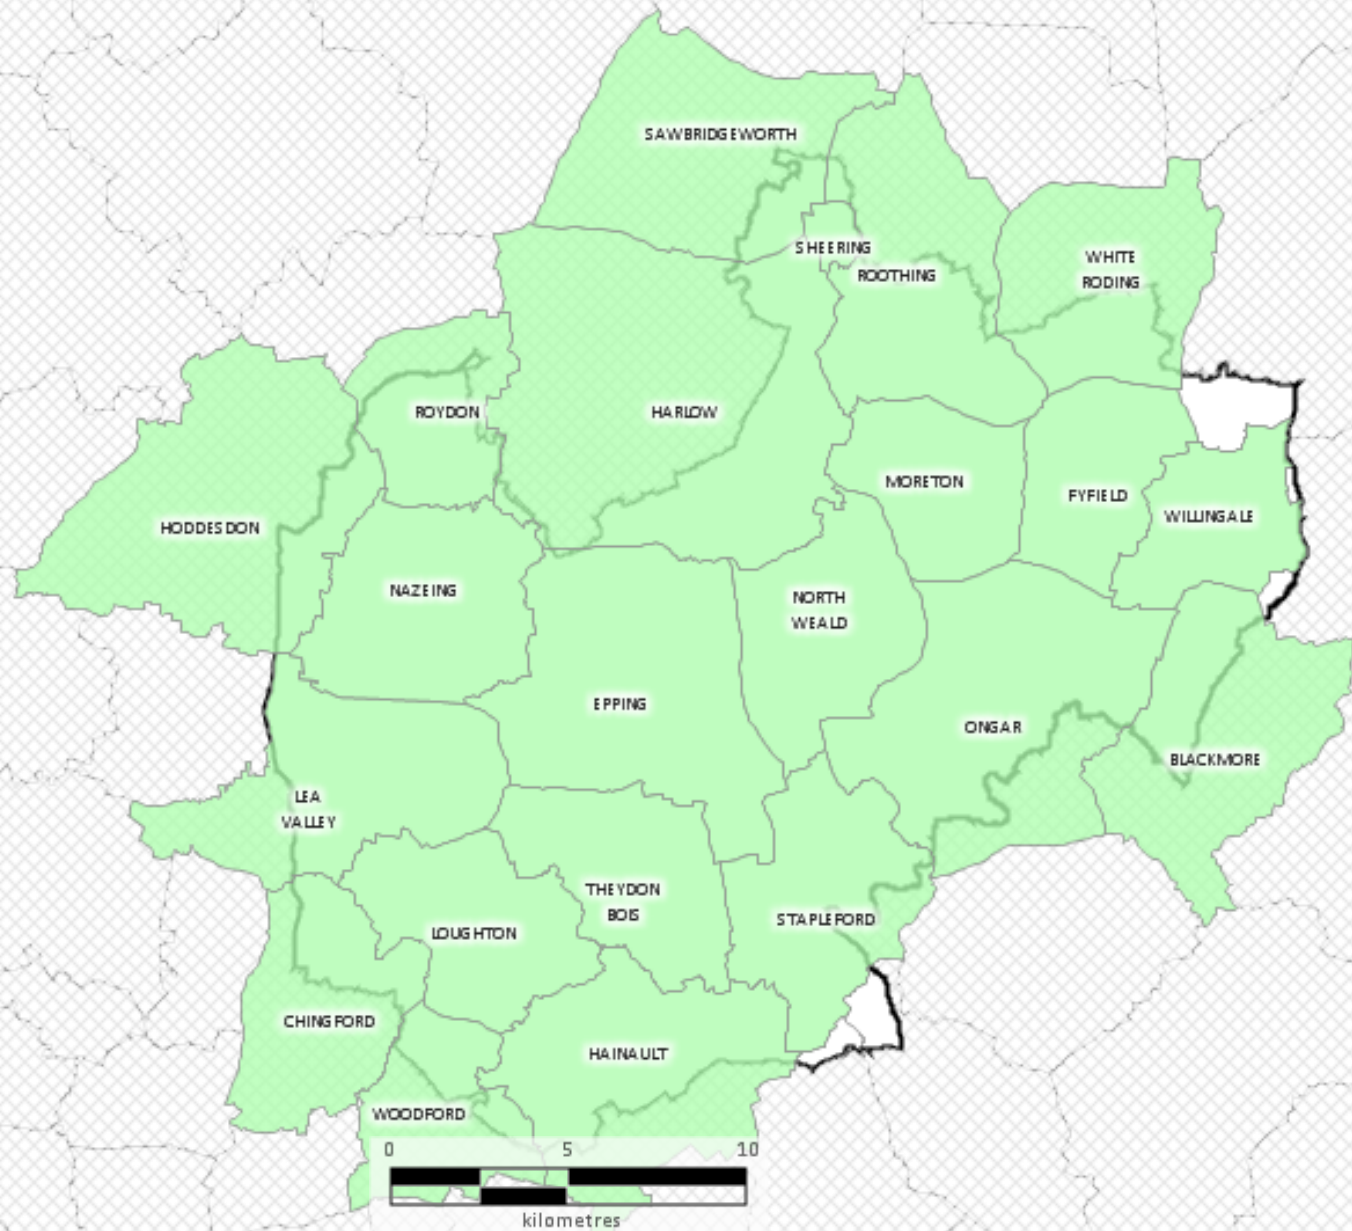 SAWBRIDGEWORTH
SHEERING
WHITE
RODING
ROOTHING
ROYDON
HARLOW
MORETON
FYFIELD
WILLINGALE
HODDESDON
NAZEING
NORTH
WEALD
EPPING
ONGAR
BLACKMORE
LEA
VALLEY
THEYDON
BOIS
STAPLEFORD
LOUGHTON
CHINGFORD
HAINAULT
WOODFORD
0 5 10
kilometres